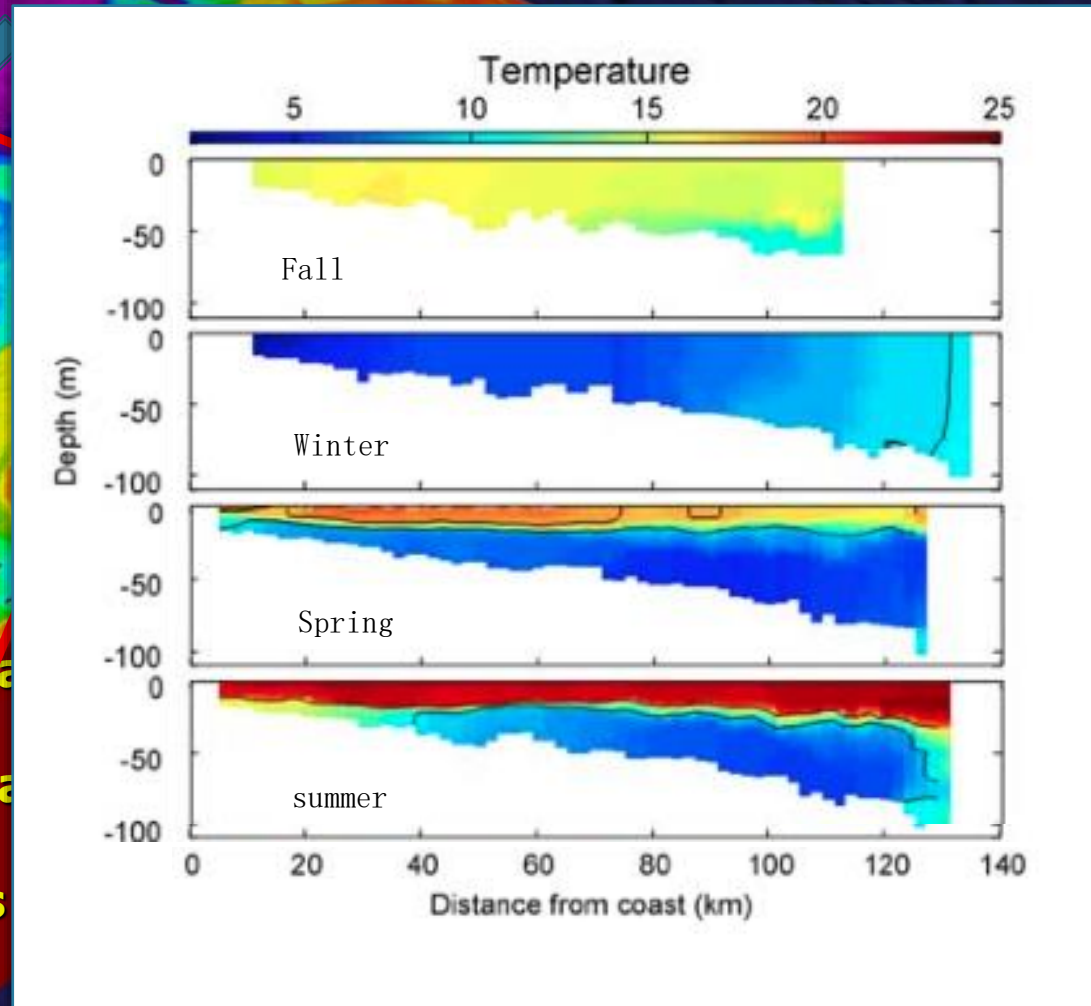 Temperature
5 10 15 20 25
0
-50
-100
Fall
0
-50
-100
Winter
Depth (m)
0
-50
-100
Spring
0
-50
-100
summer
0 20 40 60 80 100 120 140
Distance from coast (km)
a
a
s